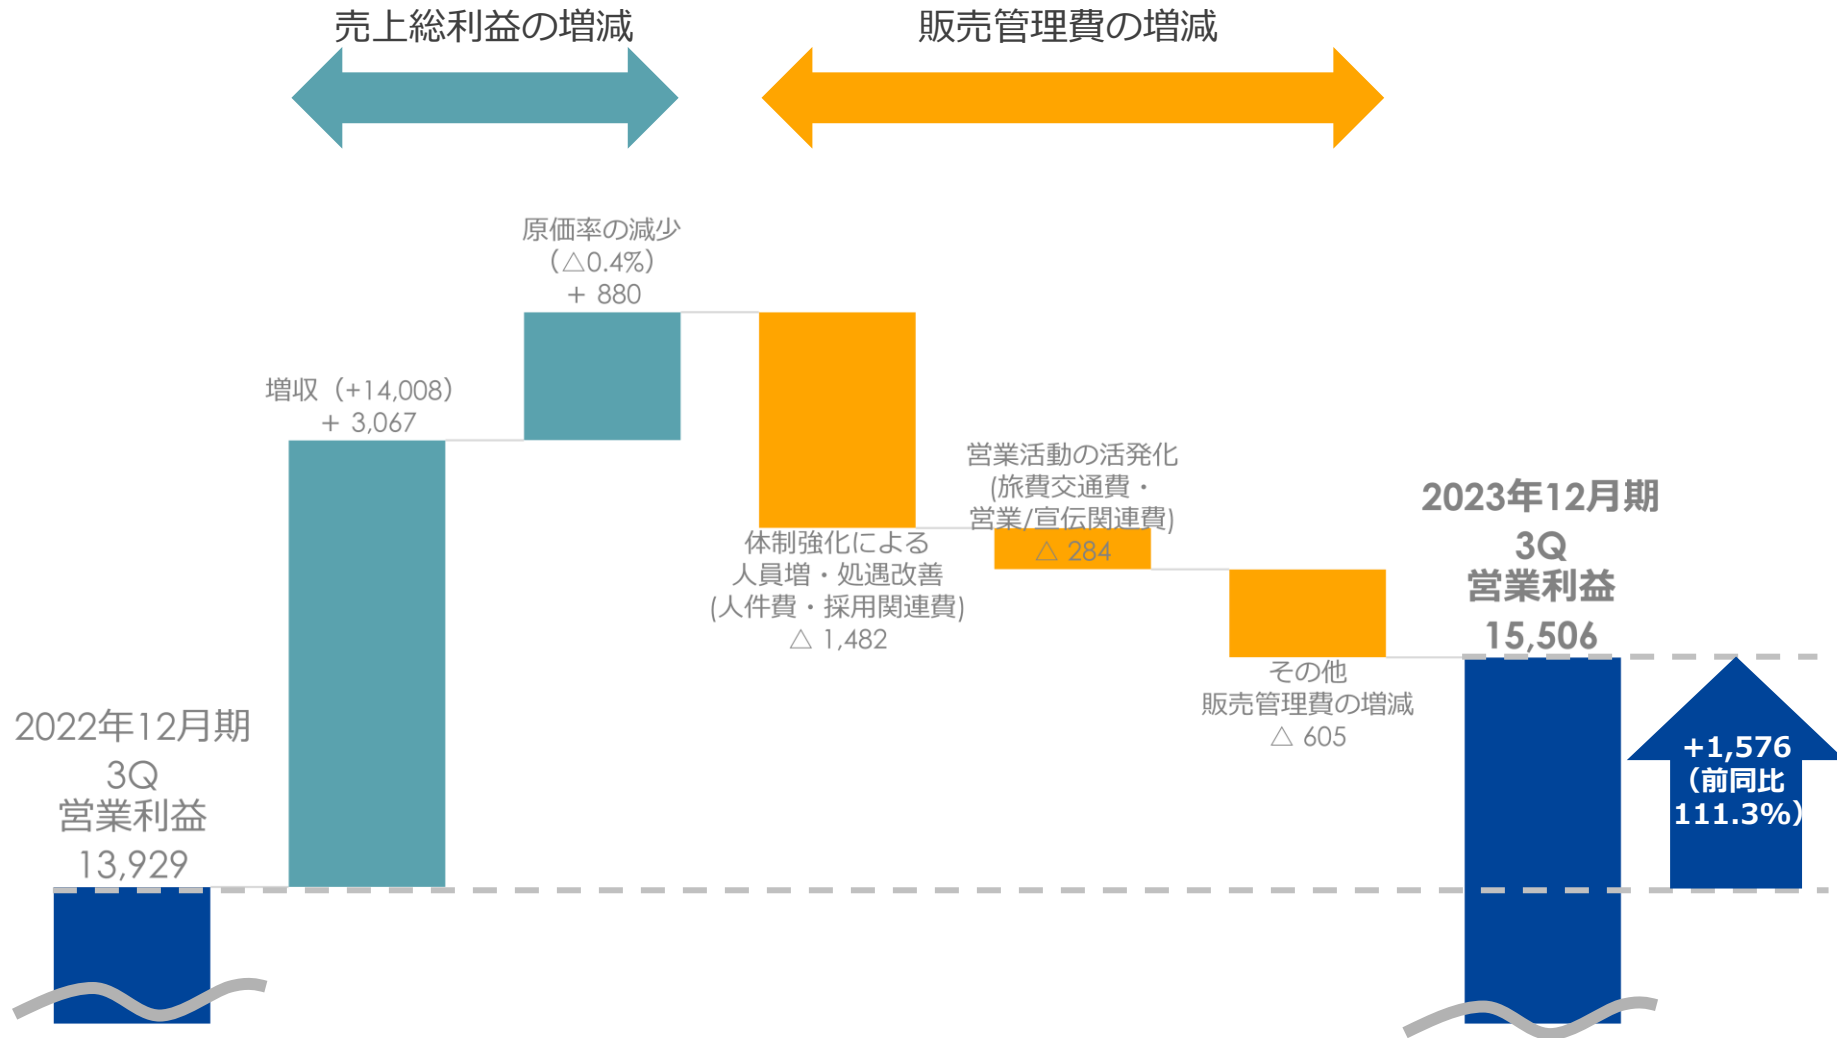 売上総利益の増減
販売管理費の増減
原価率の減少
（△0.4%）
+ 880
増収（+14,008）
+ 3,067
営業活動の活発化
(旅費交通費・
営業/宣伝関連費)
△ 284
体制強化による
人員増・処遇改善
(人件費・採用関連費)
△ 1,482
その他
販売管理費の増減
△ 605
2022年12月期
3Q
営業利益
13,929
2023年12月期
3Q
営業利益
15,506
+1,576
（前同比
111.3%）